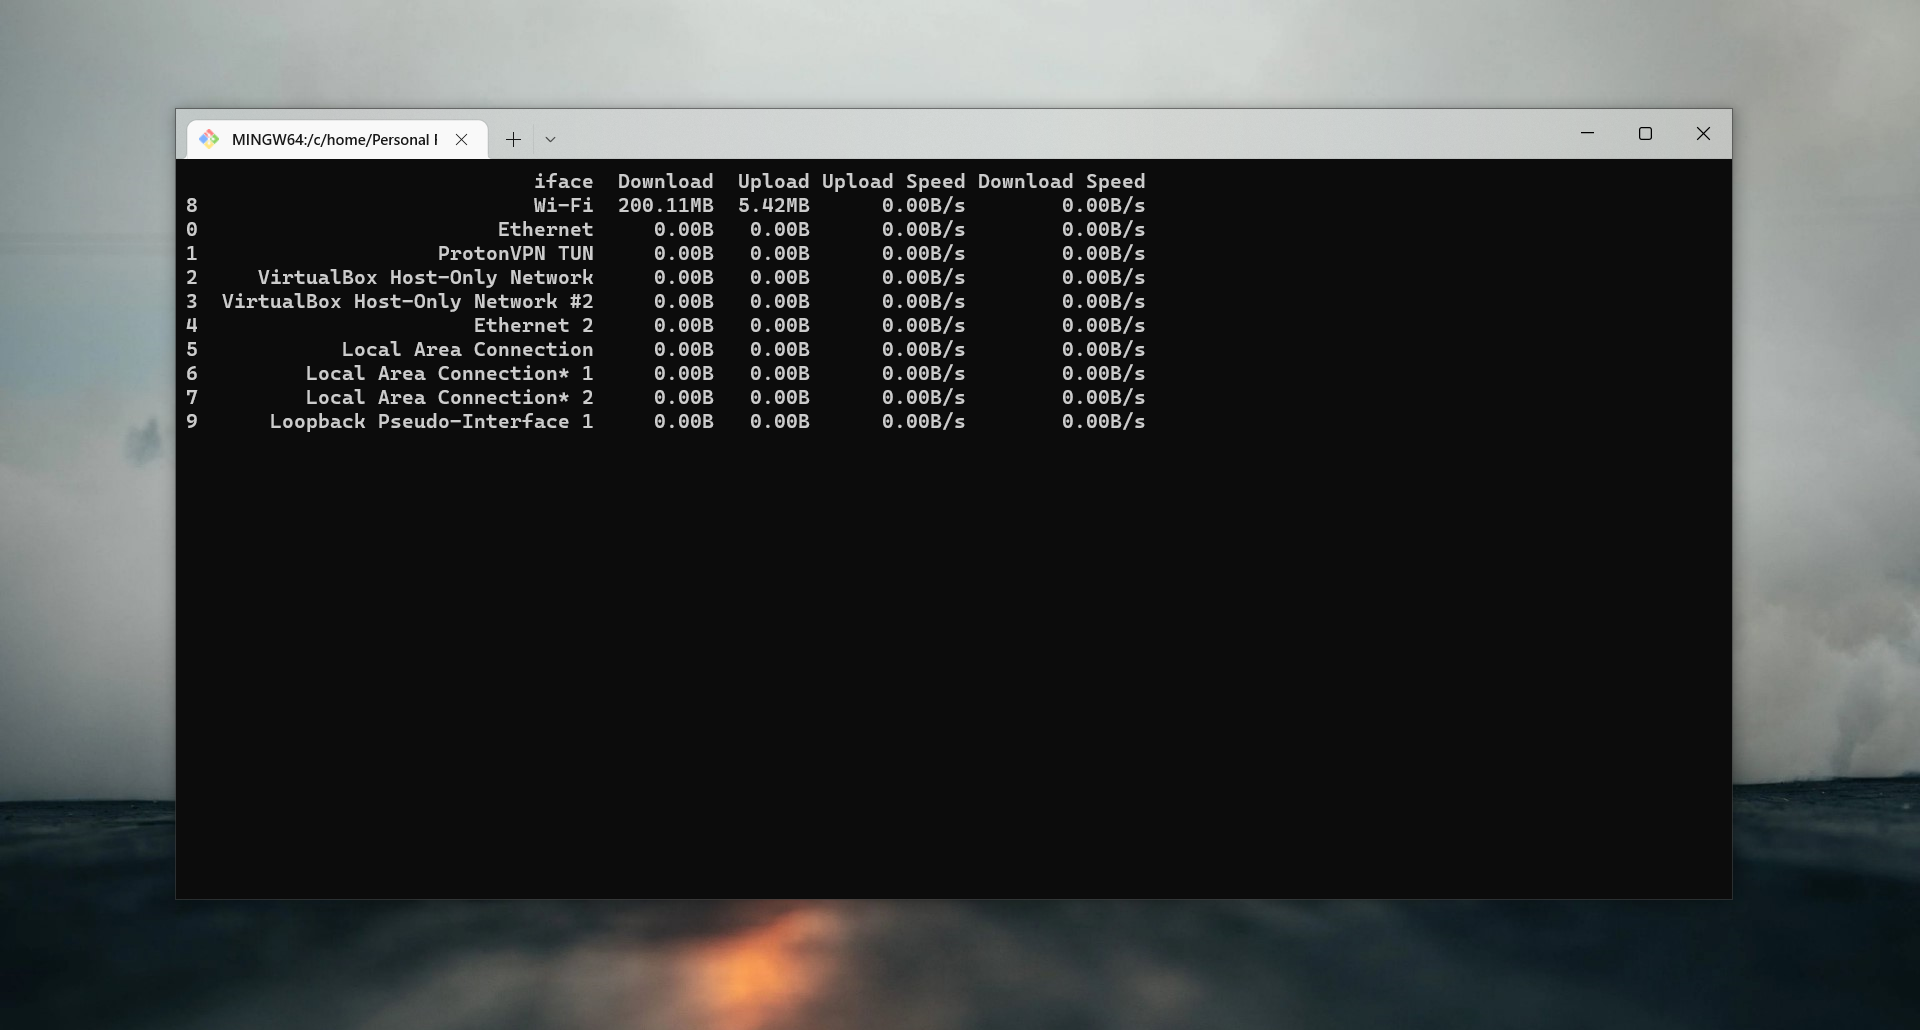 MINGW64:/c/home/Personal
iface Download Upload Upload Speed Download Speed
8 Wi-Fi 200.11MB 5.42MB 0.00B/s 0.00B/s
0 Ethernet 0.00B 0.00B 0.00B/s 0.00B/s
1 ProtonVPN TUN 0.00B 0.00B 0.00B/s 0.00B/s
2 VirtualBox Host-Only Network 0.00B 0.00B 0.00B/s 0.00B/s
3 VirtualBox Host-Only Network #2 0.00B 0.00B 0.00B/s 0.00B/s
4 Ethernet 2 0.00B 0.00B 0.00B/s 0.00B/s
5 Local Area Connection 0.00B 0.00B 0.00B/s 0.00B/s
6 Local Area Connection* 1 0.00B 0.00B 0.00B/s 0.00B/s
7 Local Area Connection* 2 0.00B 0.00B 0.00B/s 0.00B/s
9 Loopback Pseudo-Interface 1 0.00B 0.00B 0.00B/s 0.00B/s